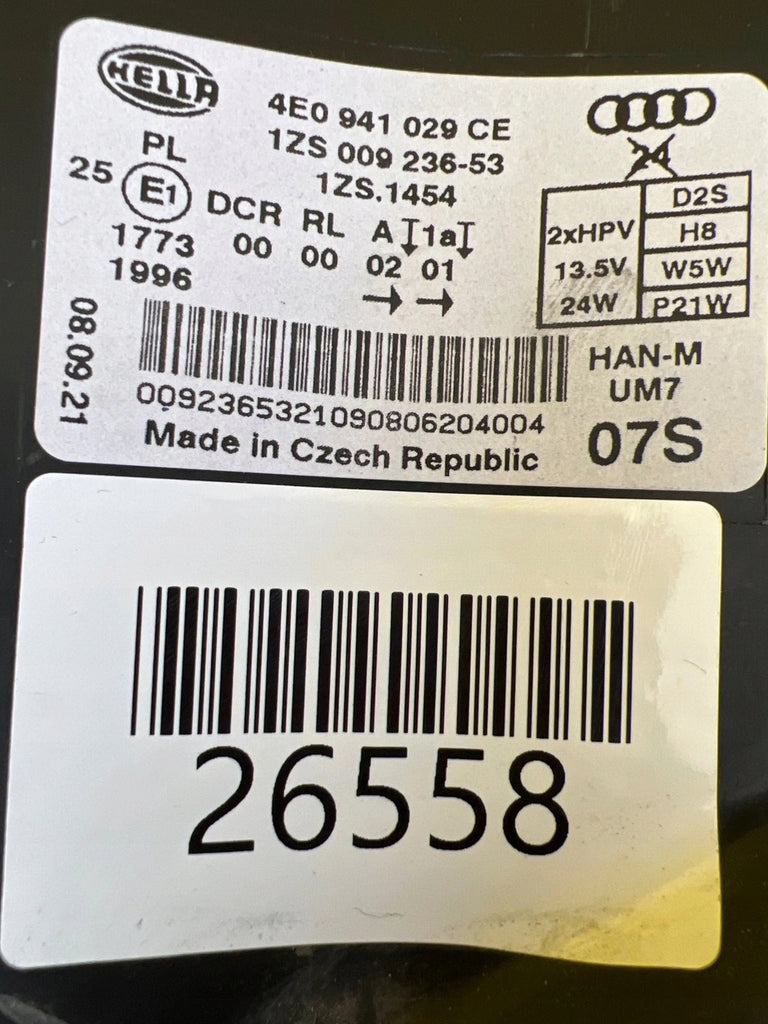 HELLA
4E0 941 029 CE
1ZS 009 236-53
1ZS.1454
24
PL
25 E1 DCR RL A 1a
1773 00 00 02 01
1996
→ →
2xHPV
13.5V
24W
D2S
H8
W5W
P21W
08.09.21
0092365321090806204004
Made in Czech Republic
HAN-M
UM7
07S
26558